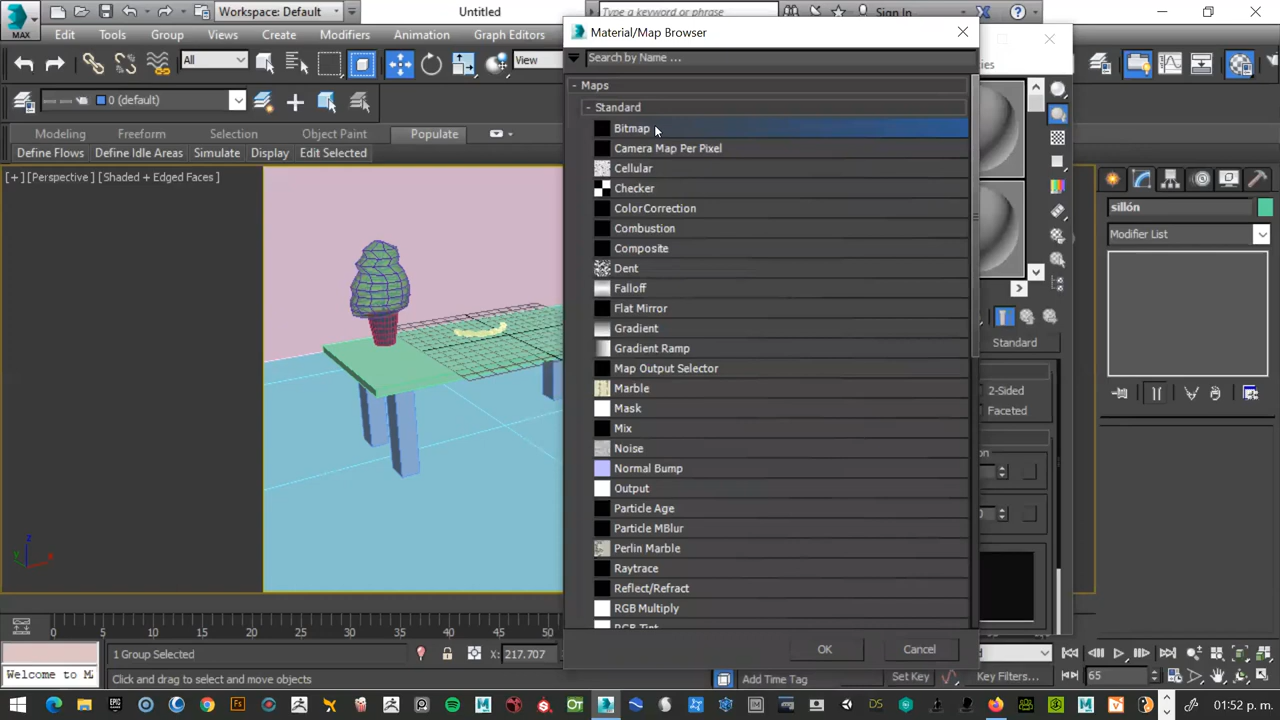 Workspace: Default
Untitled
Type a keyword or phrase
Sign In
MAX
Edit
Tools
Group
Views
Create
Modifiers
Animation
Graph Editors
All
View
0 (default)
Modeling
Freeform
Selection
Object Paint
Populate
Define Flows
Define Idle Areas
Simulate
Display
Edit Selected
[+] [Perspective ] [Shaded + Edged Faces ]
Material/Map Browser
Search by Name ...
- Maps
- Standard
Bitmap
Camera Map Per Pixel
Cellular
Checker
Color Correction
Combustion
Composite
Dent
Falloff
Flat Mirror
Gradient
Gradient Ramp
Map Output Selector
Marble
Mask
Mix
Noise
Normal Bump
Output
Particle Age
Particle MBlur
Perlin Marble
Raytrace
Reflect/Refract
RGB Multiply
RGB Tint
OK
Cancel
Standard
2-Sided
Faceted
sillón
Modifier List
z
x
y
0
5
10
15
20
25
30
35
40
45
50
1 Group Selected
X: 217.707
Welcome to M
Click and drag to select and move objects
Add Time Tag
Set Key
Key Filters...
65
01:52 p. m.